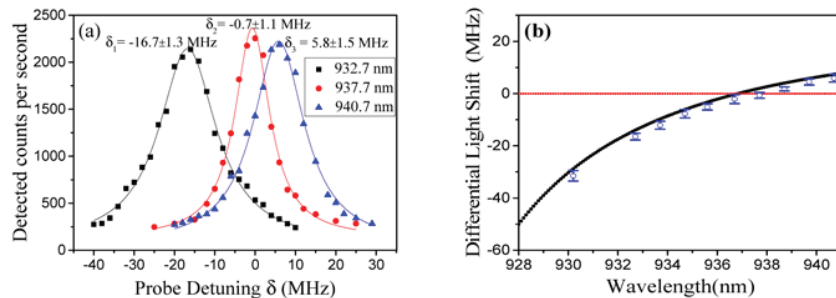 (a)
δ₂= -0.7±1.1 MHz
δ₁= -16.7±1.3 MHz
δ₃= 5.8±1.5 MHz
932.7 nm
937.7 nm
940.7 nm
2500
2000
1500
1000
500
0
-40 -30 -20 -10 0 10 20 30
Probe Detuning δ (MHz)
Detected counts per second
(b)
20
0
-20
-40
-60
928 930 932 934 936 938 940
Wavelength(nm)
Differential Light Shift (MHz)